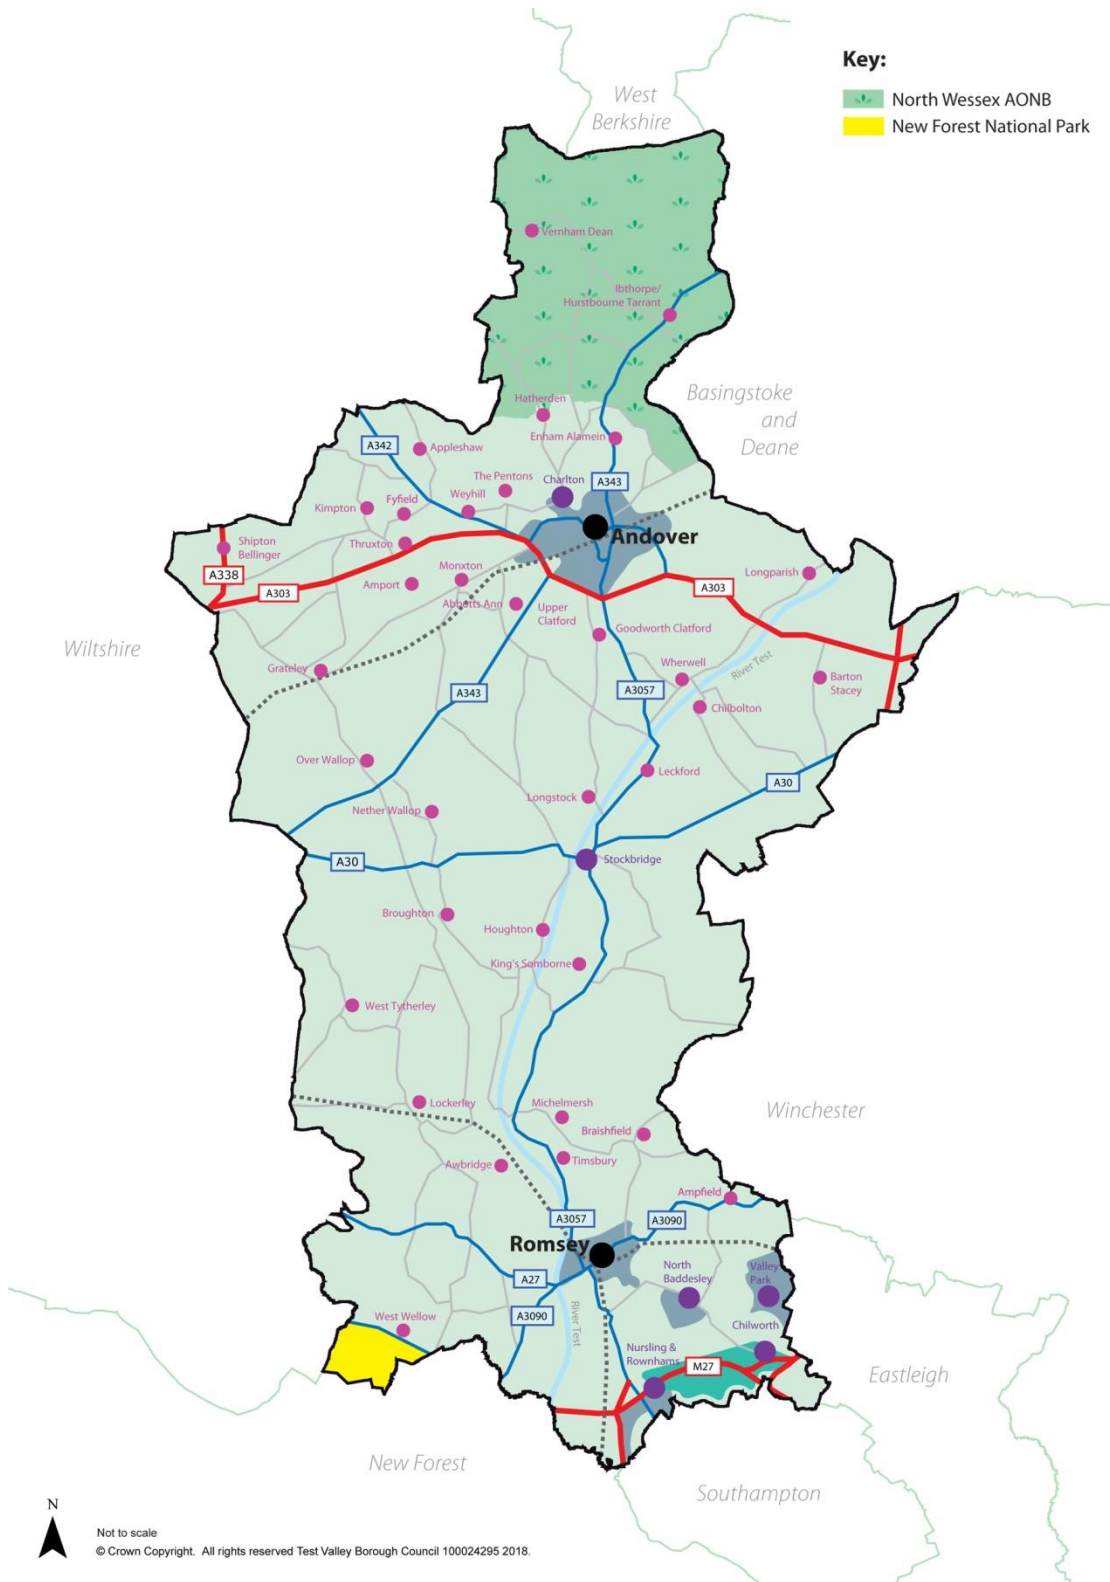 Key:
North Wessex AONB
New Forest National Park
West
Berkshire
Vernham Dean
Ibthorpe/
Hurstbourne Tarrant
Basingstoke
and
Deane
Hatherden
Enham Alamein
A342
Appleshaw
The Pentons
Charlton
A343
Kimpton
Fyfield
Weyhill
Andover
Shipton
Bellinger
Thruxton
A338
A303
Amport
Monxton
Abbotts Ann
Upper
Clatford
A303
Longparish
Goodworth Clatford
Wiltshire
Grateley
A343
A3057
Wherwell
River Test
Barton
Stacey
Chilbolton
Over Wallop
Leckford
A30
Nether Wallop
Longstock
A30
Stockbridge
Broughton
Houghton
King's Somborne
West Tytherley
Lockerley
Michelmersh
Braishfield
Winchester
Awbridge
Timsbury
Ampfield
A3057
A3090
Romsey
A27
North
Baddesley
Valley
Park
A3090
River Test
West Wellow
Chilworth
Nursling &
Rownhams
M27
Eastleigh
New Forest
Southampton
N
Not to scale
© Crown Copyright. All rights reserved Test Valley Borough Council 100024295 2018.